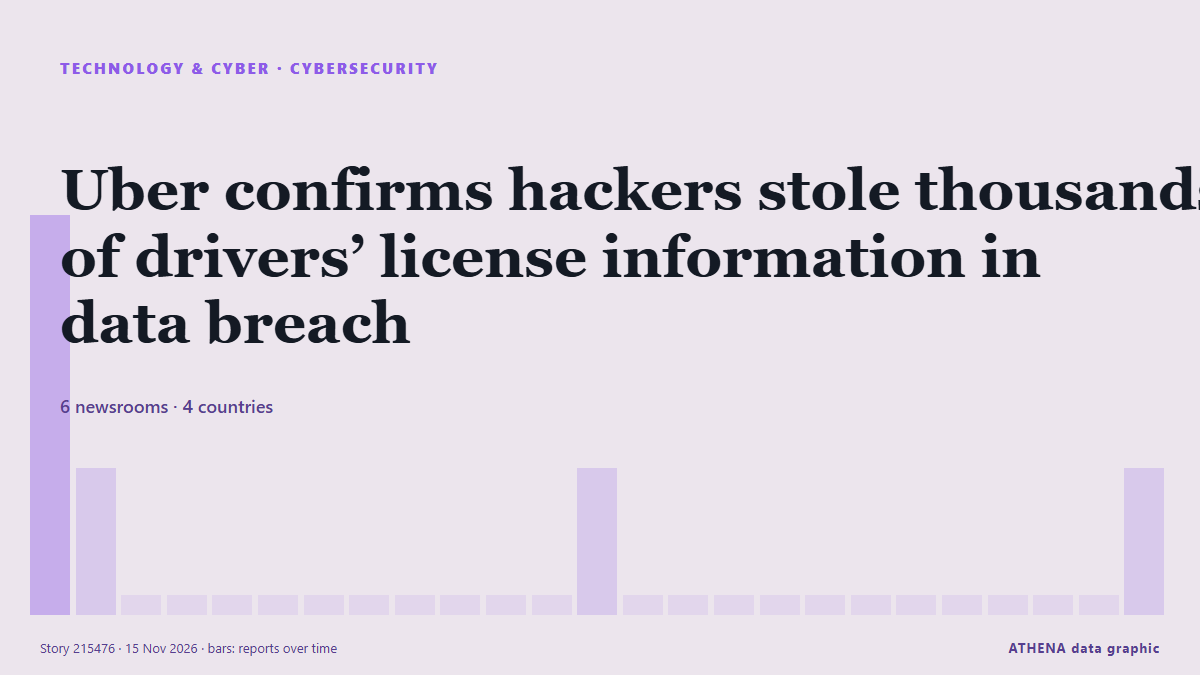 TECHNOLOGY & CYBER · CYBERSECURITY
Uber confirms hackers stole thousands
of drivers’ license information in
data breach
6 newsrooms · 4 countries
Story 215476 · 15 Nov 2026 · bars: reports over time
ATHENA data graphic